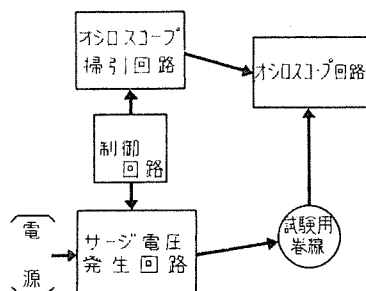 オシロスコープ
掃引回路
オシロスコープ回路
制御
回路
電
源
サージ電圧
発生回路
試験用
巻線